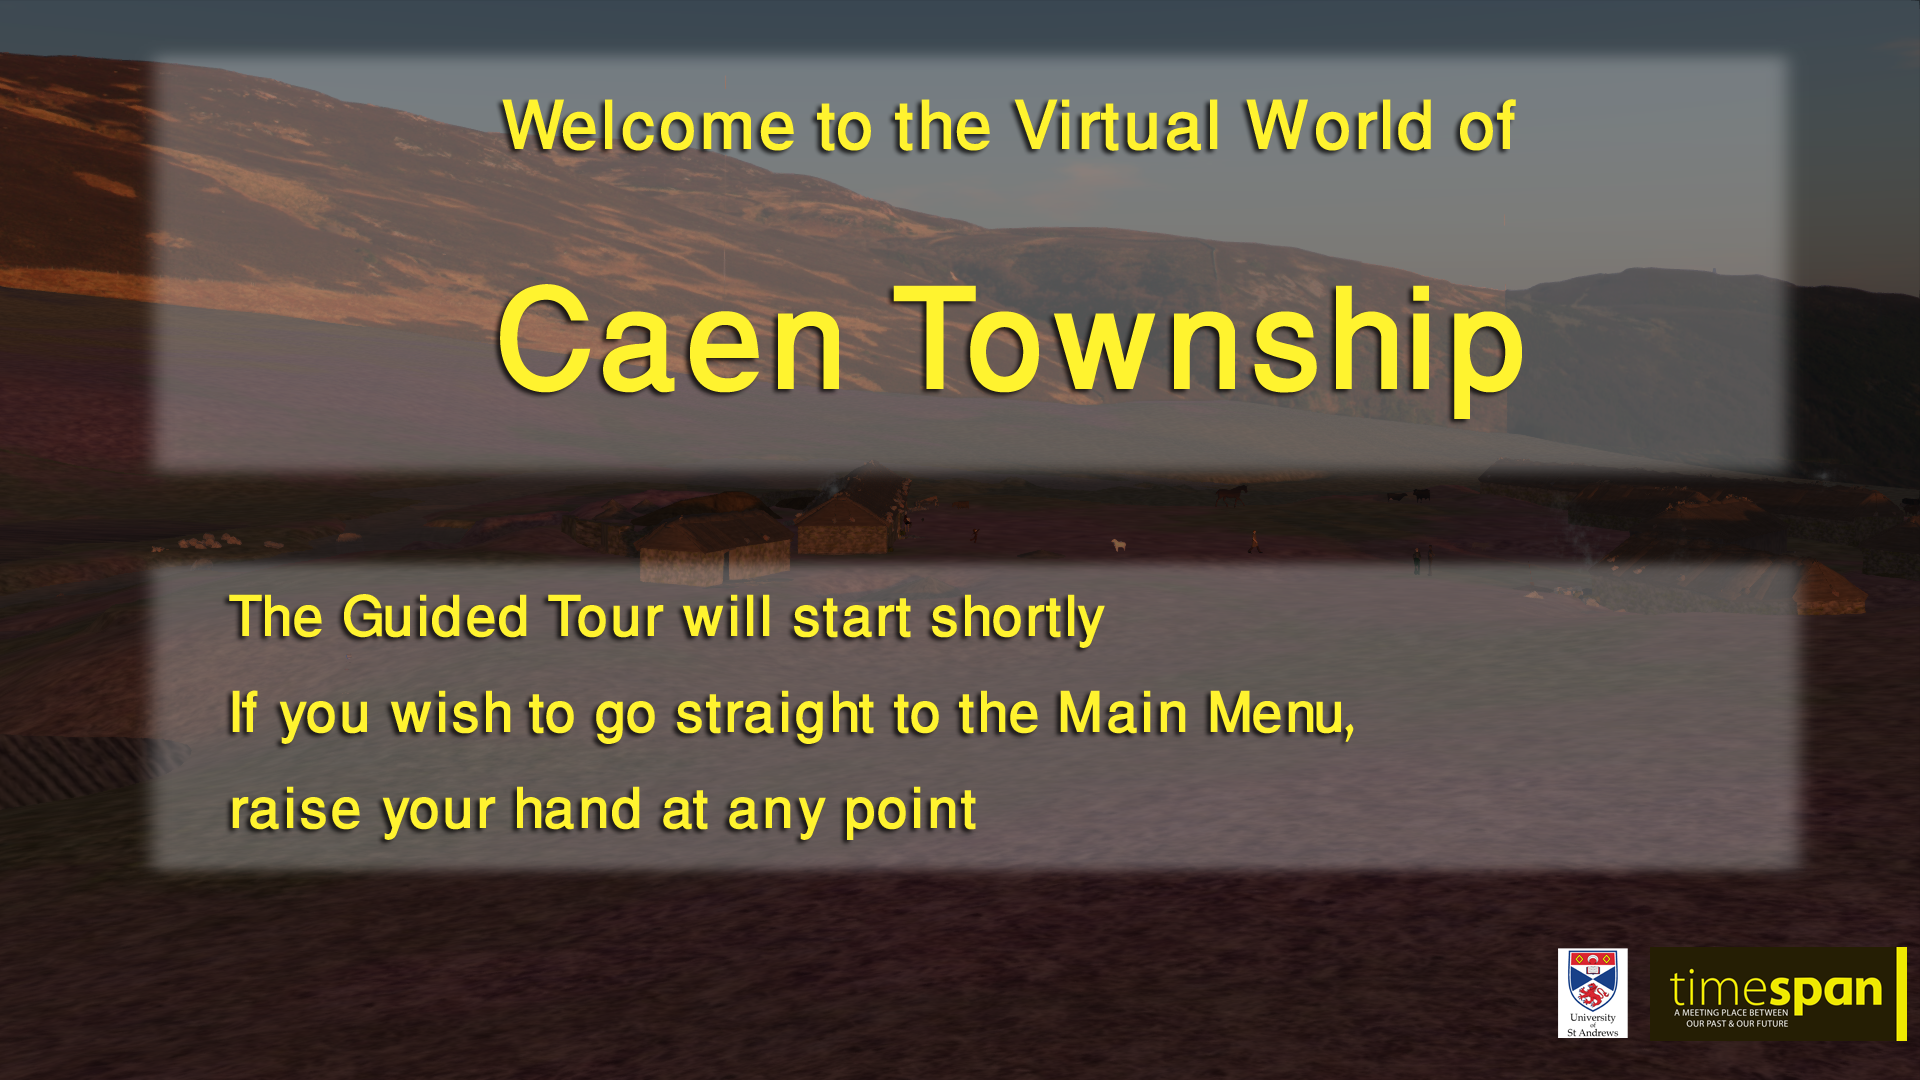 Welcome to the Virtual World of
Caen Township
The Guided Tour will start shortly
If you wish to go straight to the Main Menu,
raise your hand at any point
University
of
St Andrews
timespan
A MEETING PLACE BETWEEN
OUR PAST & OUR FUTURE